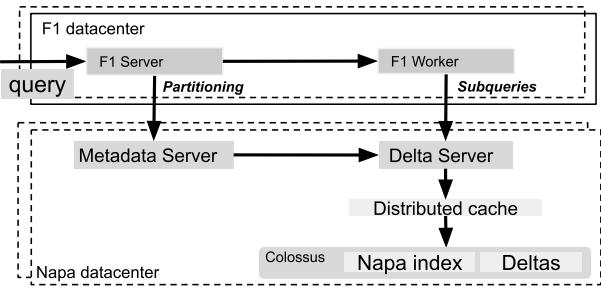 F1 datacenter
F1 Server
F1 Worker
query
Partitioning
Subqueries
Metadata Server
Delta Server
Distributed cache
Colossus
Napa index
Deltas
Napa datacenter